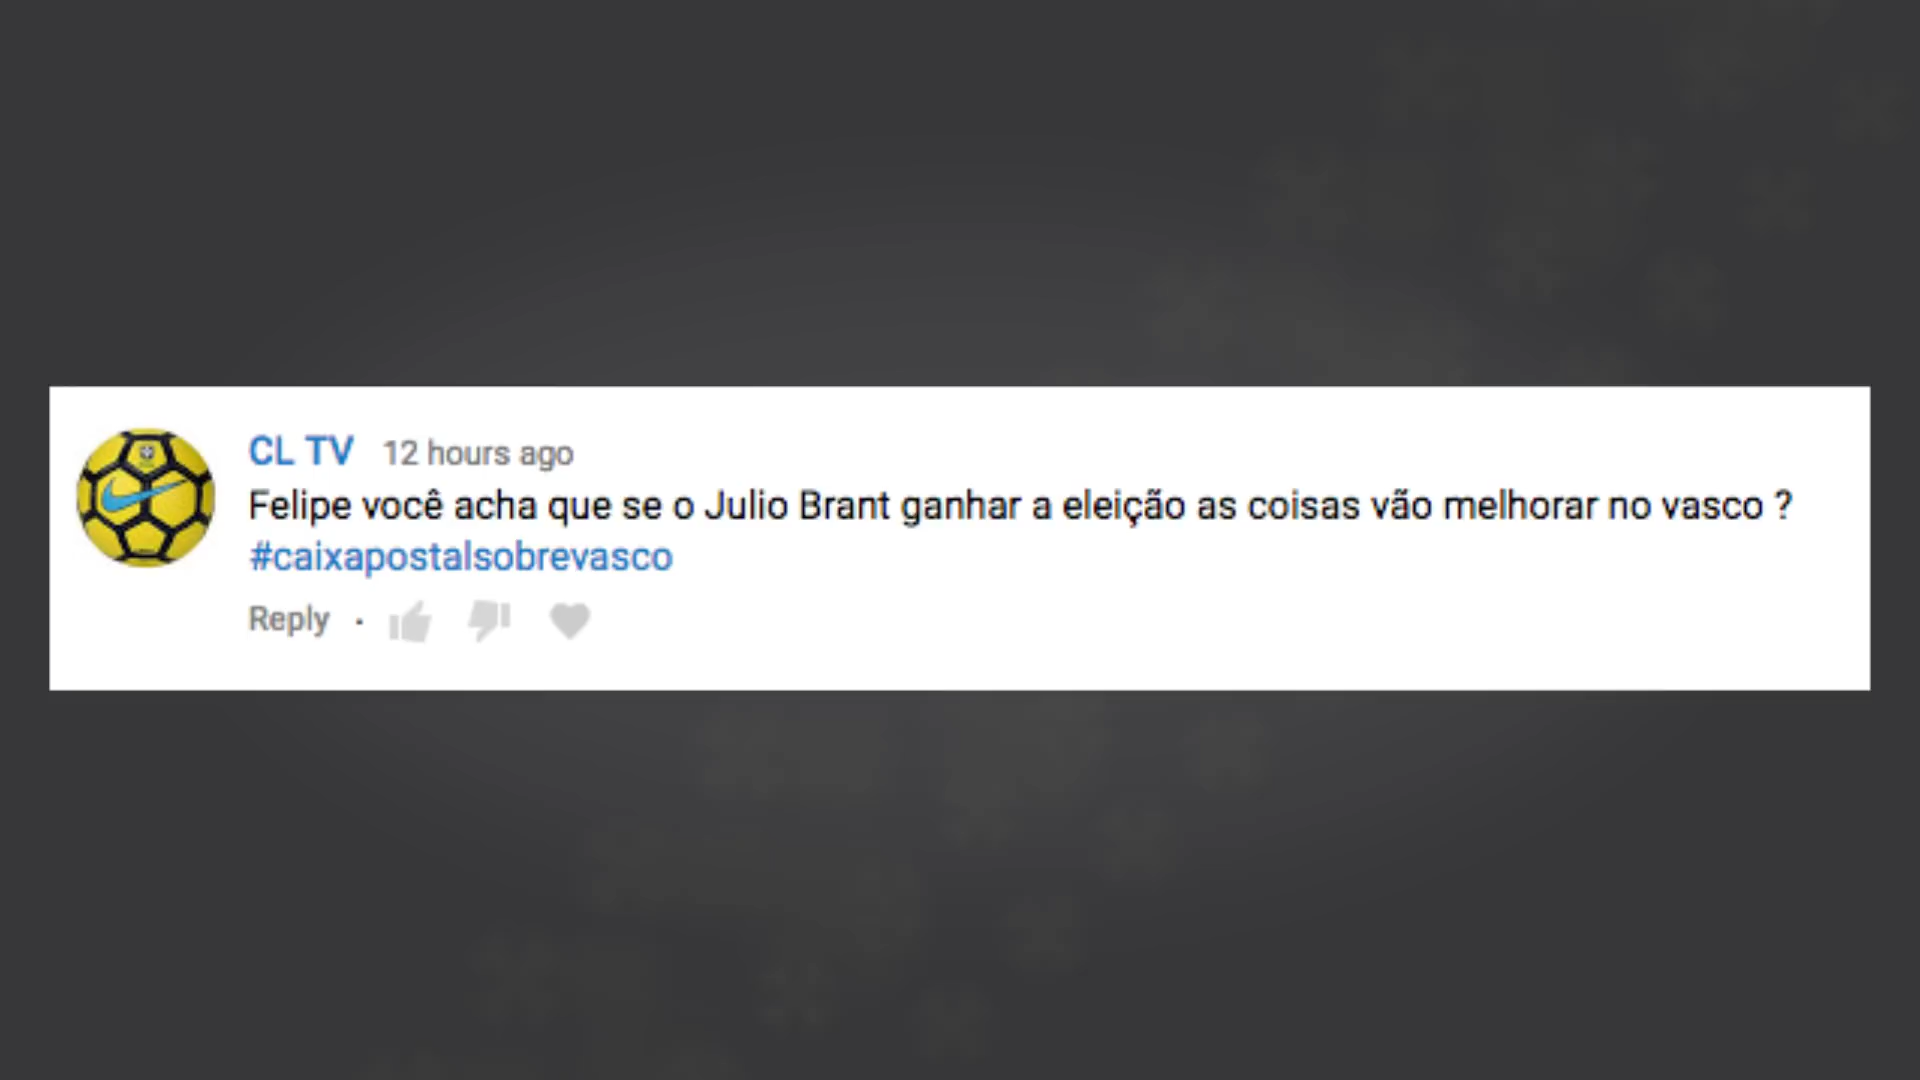 CL TV 12 hours ago
Felipe você acha que se o Julio Brant ganhar a eleição as coisas vão melhorar no vasco ?
#caixapostalsobrevasco
Reply ·